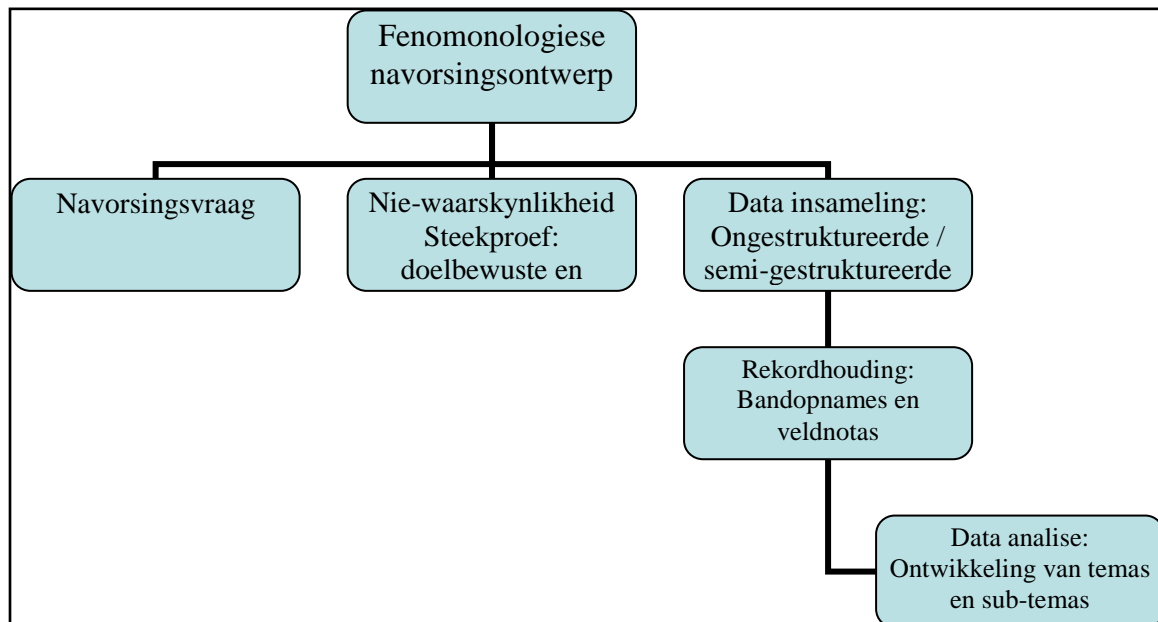 Fenomonologiese
navorsingsontwerp
Navorsingsvraag
Nie-waarskynlikheid
Steekproef:
doelbewuste en
Data insameling:
Ongestruktureerde /
semi-gestruktureerde
Rekordhouding:
Bandopnames en
veldnotas
Data analise:
Ontwikkeling van temas
en sub-temas